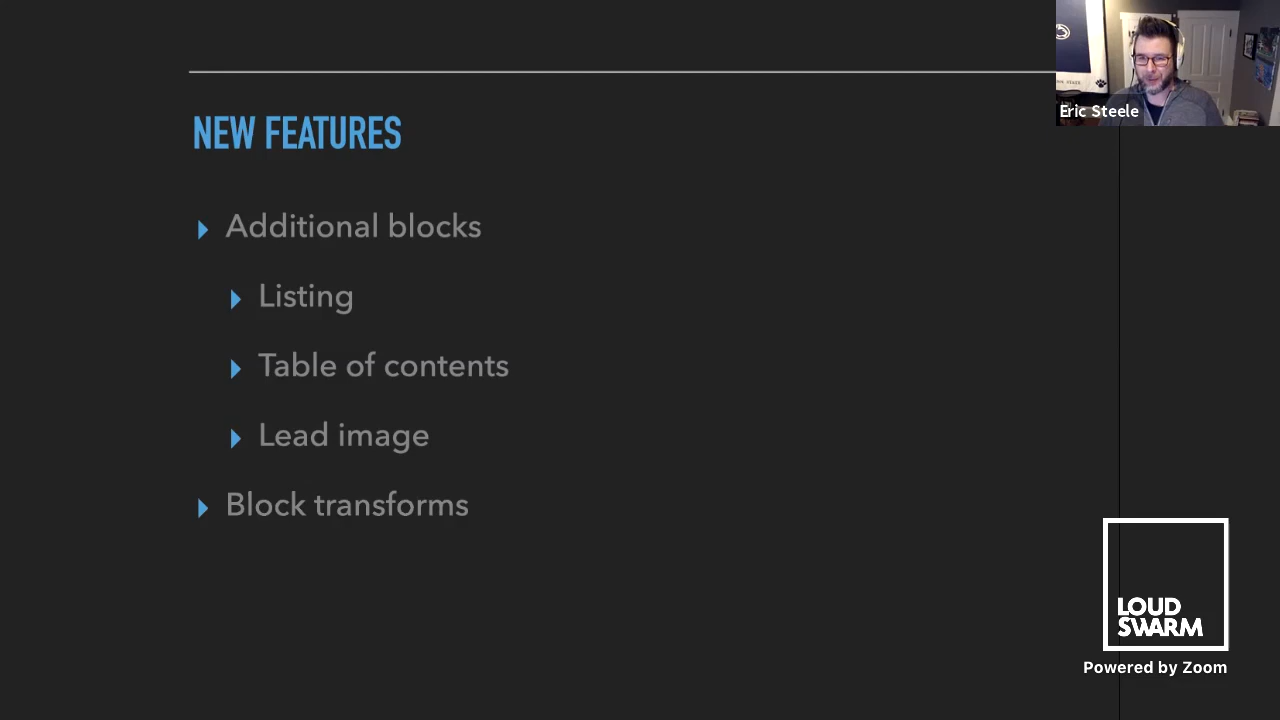 NEW FEATURES
Additional blocks
Listing
Table of contents
Lead image
Block transforms
Eric Steele
LOUD
SWARM
Powered by Zoom